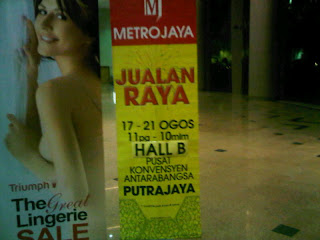 METROJAYA
JUALAN
RAYA
17 - 21 OGOS
11pg - 10mlm
HALL B
PUSAT
KONVENSYEN
ANTARABANGSA
PUTRAJAYA
Triumph
The Great
Lingerie
SALE